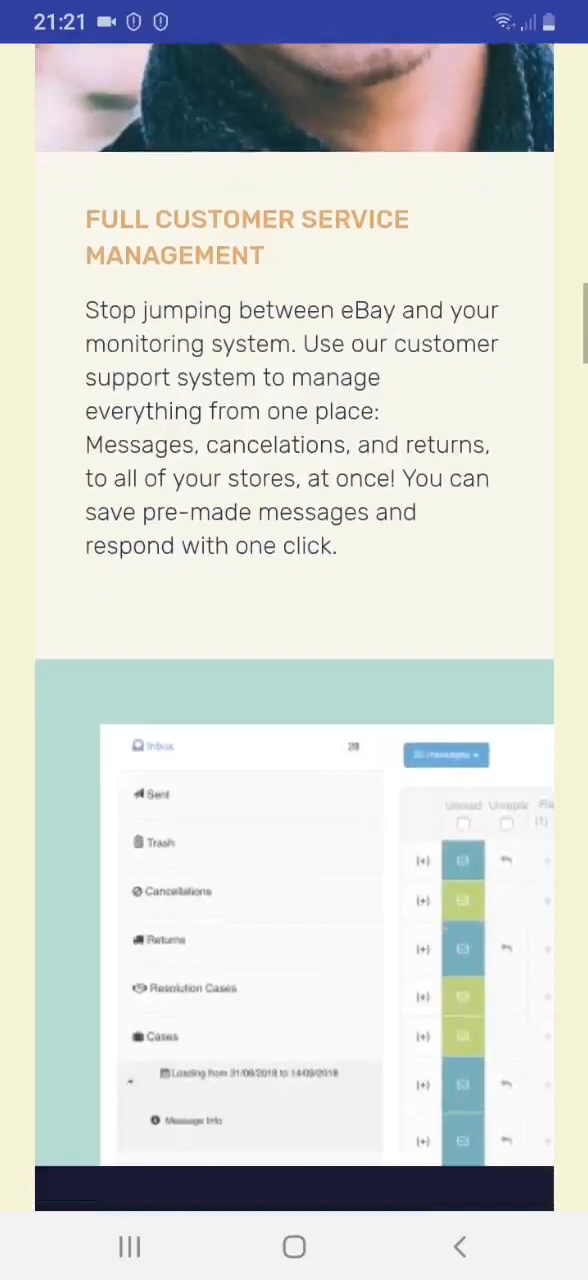 21:21
FULL CUSTOMER SERVICE
MANAGEMENT
Stop jumping between eBay and your
monitoring system. Use our customer
support system to manage
everything from one place:
Messages, cancelations, and returns,
to all of your stores, at once! You can
save pre-made messages and
respond with one click.
Inbox 28
Sent
Trash
Cancellations
Returns
Resolution Cases
Cases
Loading from 31/08/2018 to 14/09/2018
Message Info
messages
Unread
(1)
[+]
[+]
[+]
[+]
[+]
[+]
[+]